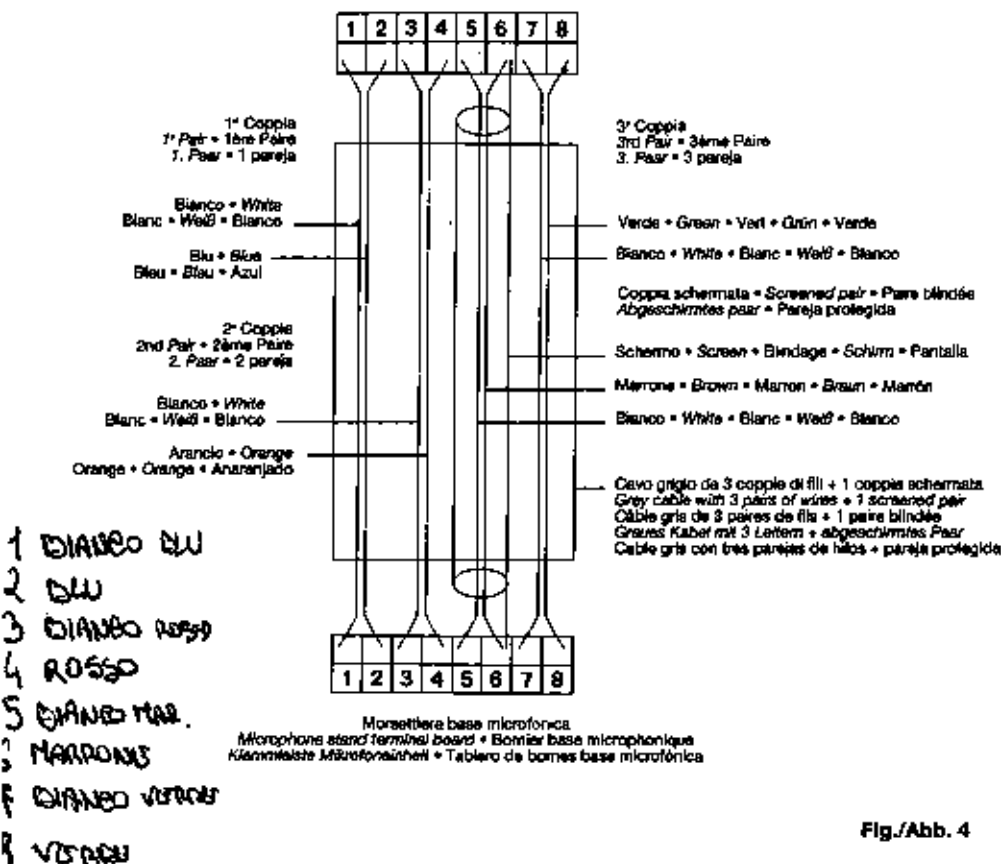 1 2 3 4 5 6 7 8
1ª Coppia
1st Pair • 1ère Paire
1. Paar • 1 pareja
Bianco • White
Blanc • Weiß • Blanco
Blu • Blue
Bleu • Blau • Azul
2ª Coppia
2nd Pair • 2ème Paire
2. Paar • 2 pareja
Bianco • White
Blanc • Weiß • Blanco
Arancio • Orange
Orange • Orange • Anaranjado
3ª Coppia
3rd Pair • 3ème Paire
3. Paar • 3 pareja
Verde • Green • Vert • Grün • Verde
Bianco • White • Blanc • Weiß • Blanco
Coppia schermata • Screened pair • Paire blindée
Abgeschirmtes paar • Pareja protegida
Schermo • Screen • Blindage • Schirm • Pantalla
Marrone • Brown • Marron • Braun • Marrón
Bianco • White • Blanc • Weiß • Blanco
Cavo grigio da 3 coppie di fili + 1 coppia schermata
Grey cable with 3 pairs of wires + 1 screened pair
Câble gris de 3 paires de fils + 1 paire blindée
Graues Kabel mit 3 Leitern + abgeschirmtes Paar
Cable gris con tres parejas de hilos + pareja protegida
1 BIANCO BLU
2 BLU
3 BIANCO ROSSO
4 ROSSO
5 BIANCO MAR.
MARRONE
BIANCO VERDE
VERDE
1 2 3 4 5 6 7 8
Morsettiera base microfonica
Microphone stand terminal board • Bornier base microphonique
Klemmleiste Mikrofoneinheit • Tablero de bornes base microfónica
Fig./Abb. 4